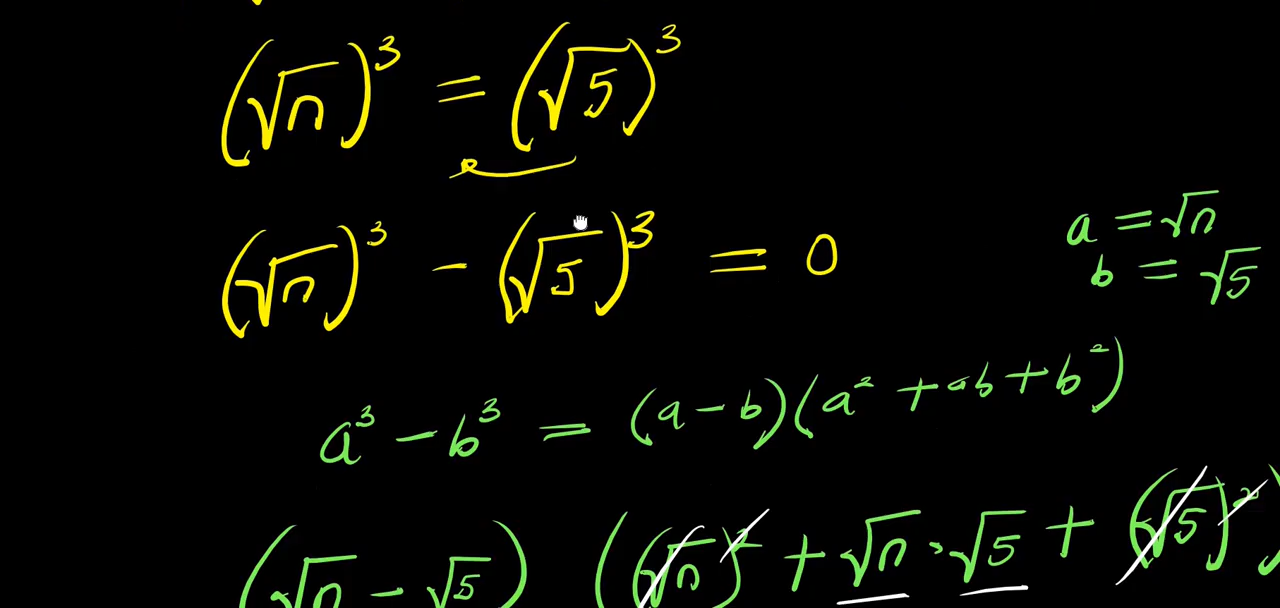 (√n)³ = (√5)³
(√n)³ - (√5)³ = 0
a = √n
b = √5
a³ - b³ = (a - b)(a² + ab + b²)
(√n - √5) ((√n)² + √n · √5 + (√5)²)